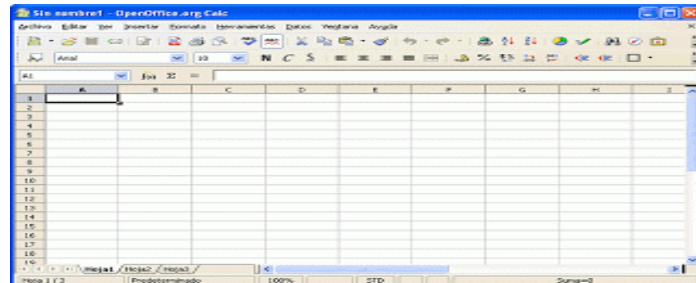 Sin nombre1 - OpenOffice.org Calc
Archivo Editar Ver Insertar Formato Herramientas Datos Ventana Ayuda
Arial 10 N C S
A1 f(x) Σ =
A B C D E F G H I
1
2
3
4
5
6
7
8
9
10
11
12
13
14
15
16
17
18
19
Hoja1 Hoja2 Hoja3
Hoja 1 / 3 Predeterminado 100% STD Suma=0